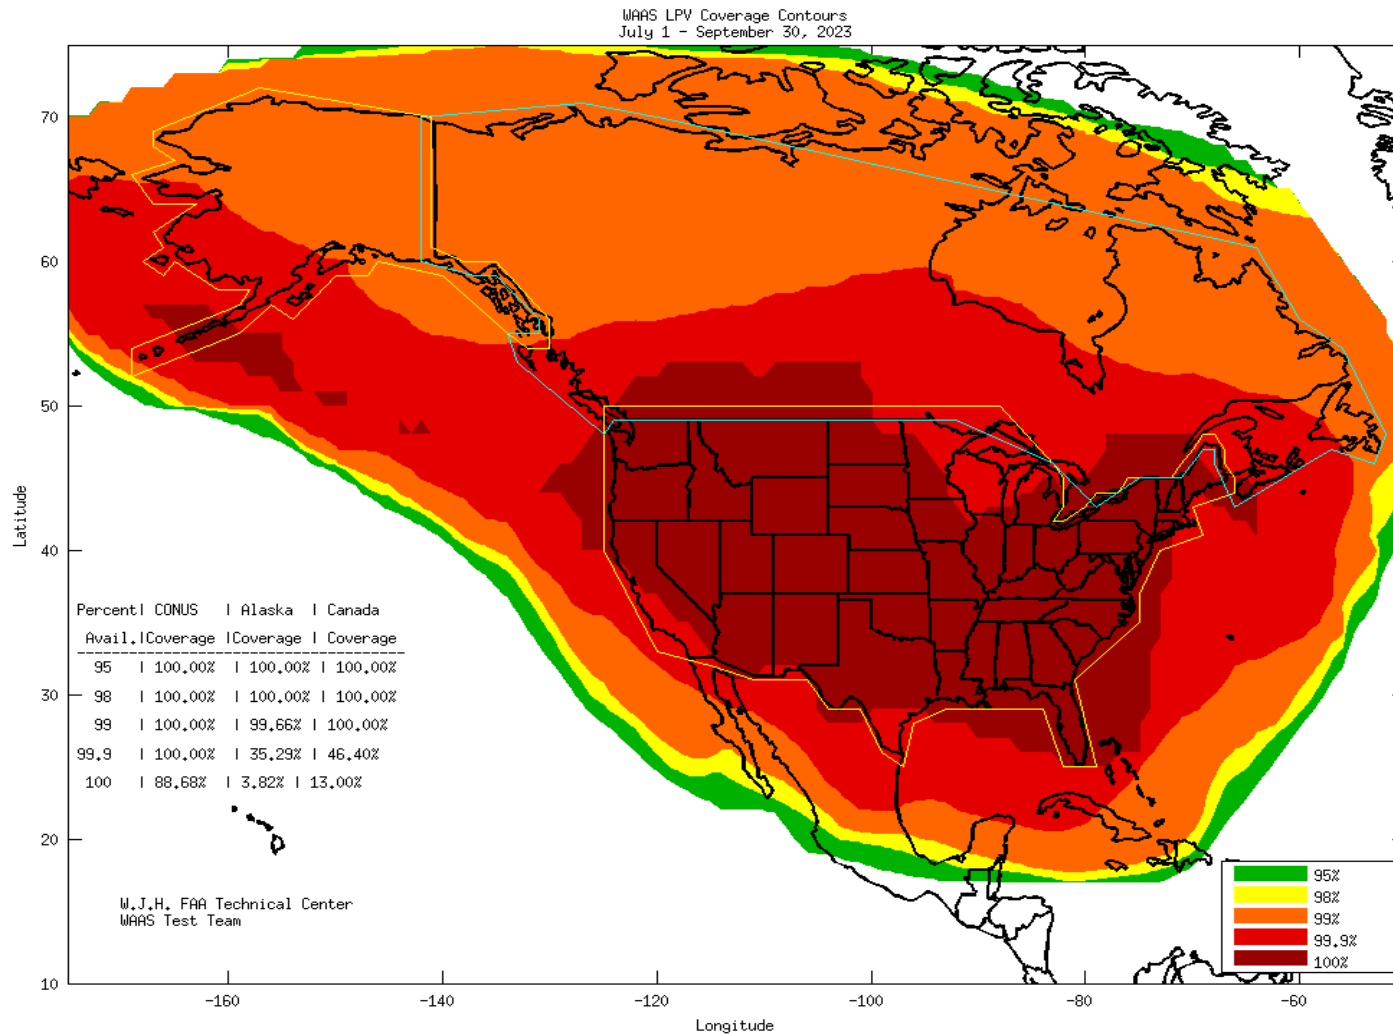 WAAS LPV Coverage Contours
July 1 - September 30, 2023
70
60
50
40
30
20
10
Latitude
Percent| CONUS | Alaska | Canada
Avail.|Coverage |Coverage | Coverage
95 | 100.00% | 100.00% | 100.00%
98 | 100.00% | 100.00% | 100.00%
99 | 100.00% | 99.66% | 100.00%
99.9 | 100.00% | 35.29% | 46.40%
100 | 88.68% | 3.82% | 13.00%
W.J.H. FAA Technical Center
WAAS Test Team
95%
98%
99%
99.9%
100%
-160 -140 -120 -100 -80 -60
Longitude